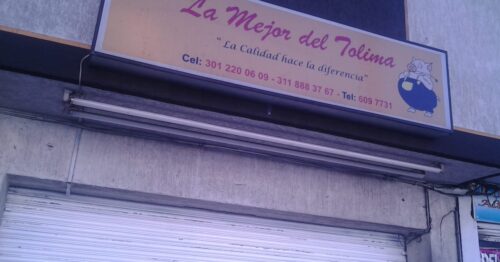 La Mejor del Tolima
"La Calidad hace la diferencia"
Cel: 301 220 06 09 - 311 888 37 67 - Tel: 609 7731